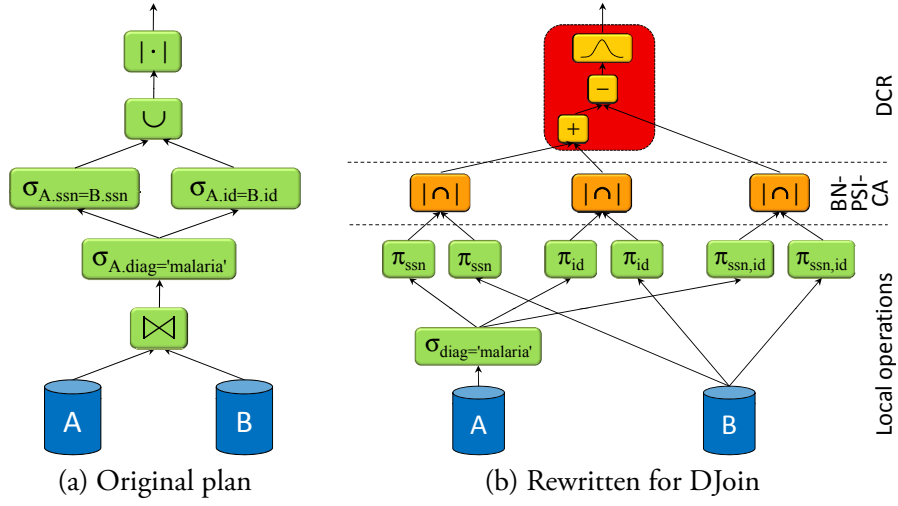 |·|
∪
σA.ssn=B.ssn
σA.id=B.id
σA.diag='malaria'
⋈
A
B
(a) Original plan
−
+
DCR
|∩|
|∩|
|∩|
BN-
PSI-
CA
πssn
πssn
πid
πid
πssn,id
πssn,id
σdiag='malaria'
A
B
Local operations
(b) Rewritten for DJoin